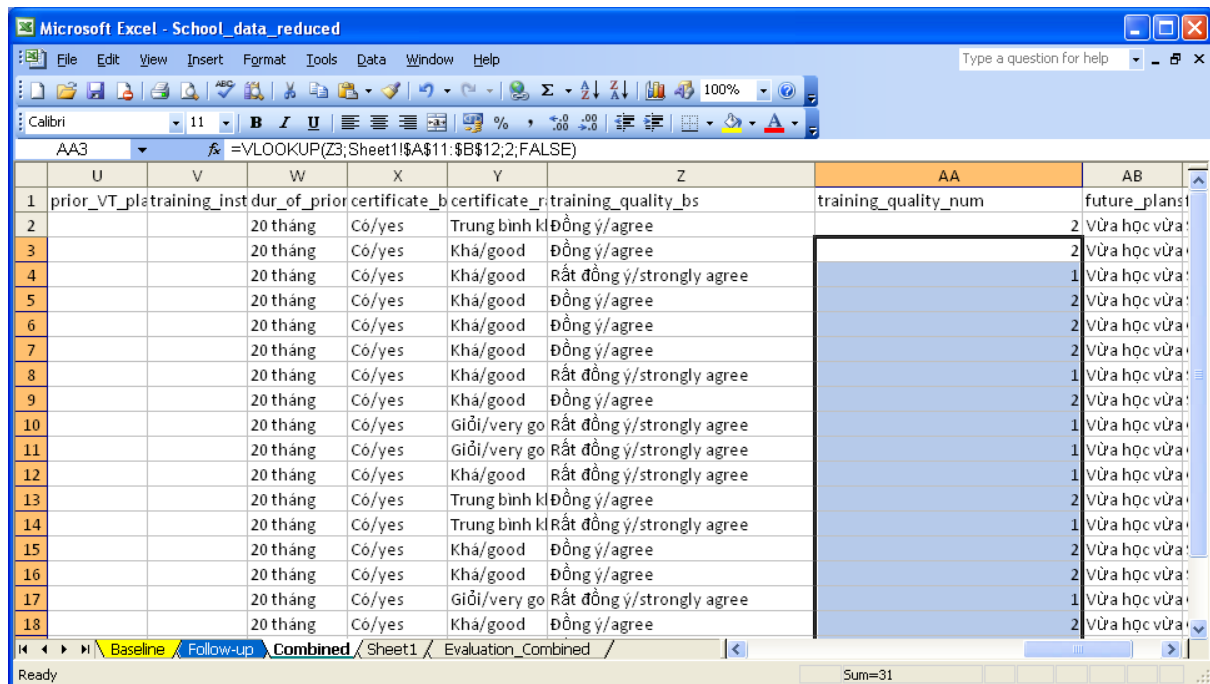 Microsoft Excel - School_data_reduced
File Edit View Insert Format Tools Data Window Help Type a question for help
100%
Calibri 11 B I U
AA3 fx =VLOOKUP(Z3;Sheet1!$A$11:$B$12;2;FALSE)
U V W X Y Z AA AB
1 prior_VT_pla training_inst dur_of_prior certificate_b certificate_r training_quality_bs training_quality_num future_plans
2 20 tháng Có/yes Trung bình k Đồng ý/agree 2 Vừa học vừa
3 20 tháng Có/yes Khá/good Đồng ý/agree 2 Vừa học vừa
4 20 tháng Có/yes Khá/good Rất đồng ý/strongly agree 1 Vừa học vừa
5 20 tháng Có/yes Khá/good Đồng ý/agree 2 Vừa học vừa
6 20 tháng Có/yes Khá/good Đồng ý/agree 2 Vừa học vừa
7 20 tháng Có/yes Khá/good Đồng ý/agree 2 Vừa học vừa
8 20 tháng Có/yes Khá/good Rất đồng ý/strongly agree 1 Vừa học vừa
9 20 tháng Có/yes Khá/good Đồng ý/agree 2 Vừa học vừa
10 20 tháng Có/yes Giỏi/very go Rất đồng ý/strongly agree 1 Vừa học vừa
11 20 tháng Có/yes Giỏi/very go Rất đồng ý/strongly agree 1 Vừa học vừa
12 20 tháng Có/yes Khá/good Rất đồng ý/strongly agree 1 Vừa học vừa
13 20 tháng Có/yes Trung bình k Đồng ý/agree 2 Vừa học vừa
14 20 tháng Có/yes Trung bình k Rất đồng ý/strongly agree 1 Vừa học vừa
15 20 tháng Có/yes Khá/good Đồng ý/agree 2 Vừa học vừa
16 20 tháng Có/yes Khá/good Đồng ý/agree 2 Vừa học vừa
17 20 tháng Có/yes Giỏi/very go Rất đồng ý/strongly agree 1 Vừa học vừa
18 20 tháng Có/yes Khá/good Đồng ý/agree 2 Vừa học vừa
Baseline Follow-up Combined Sheet1 Evaluation_Combined
Ready Sum=31